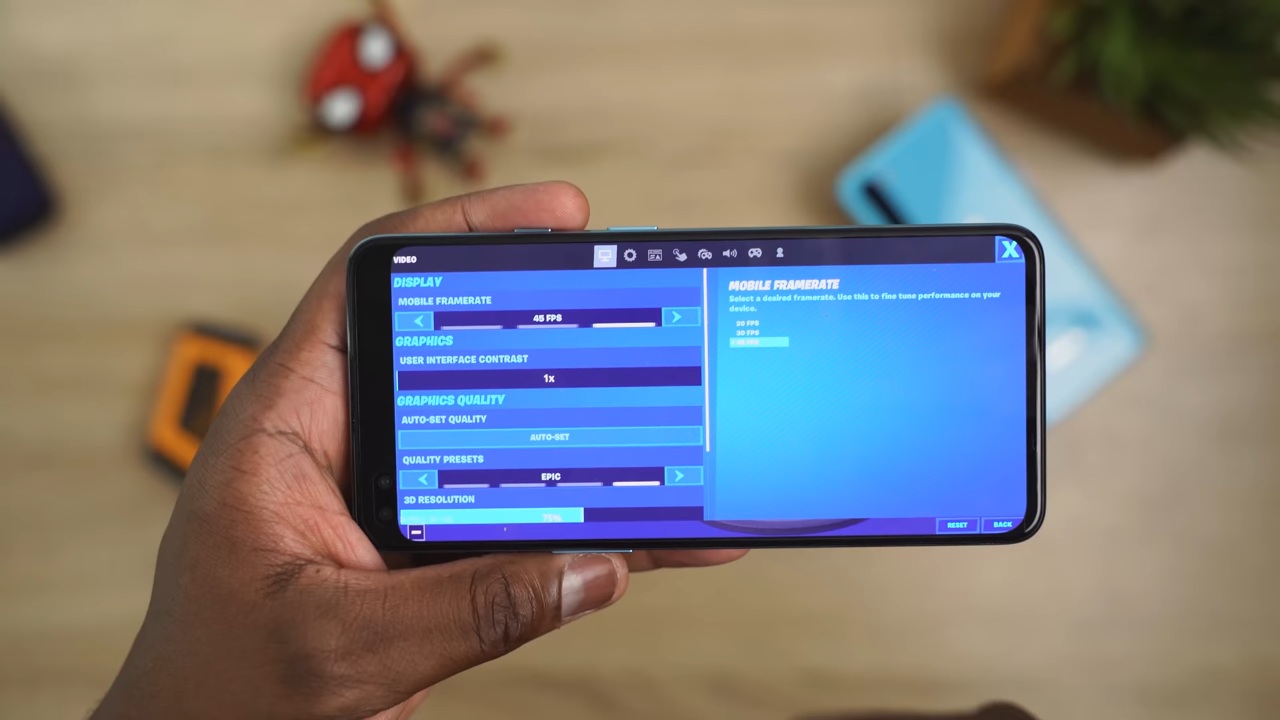 VIDEO
X
DISPLAY
MOBILE FRAMERATE
45 FPS
GRAPHICS
USER INTERFACE CONTRAST
1x
GRAPHICS QUALITY
AUTO-SET QUALITY
AUTO-SET
QUALITY PRESETS
EPIC
3D RESOLUTION
75%
MOBILE FRAMERATE
Select a desired framerate. Use this to fine tune performance on your
device.
20 FPS
30 FPS
RESET
BACK